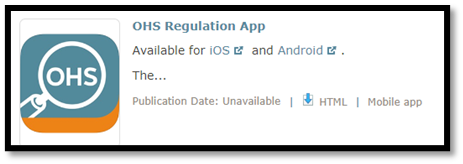 OHS Regulation App
OHS
Available for iOS and Android .
The...
Publication Date: Unavailable | HTML | Mobile app